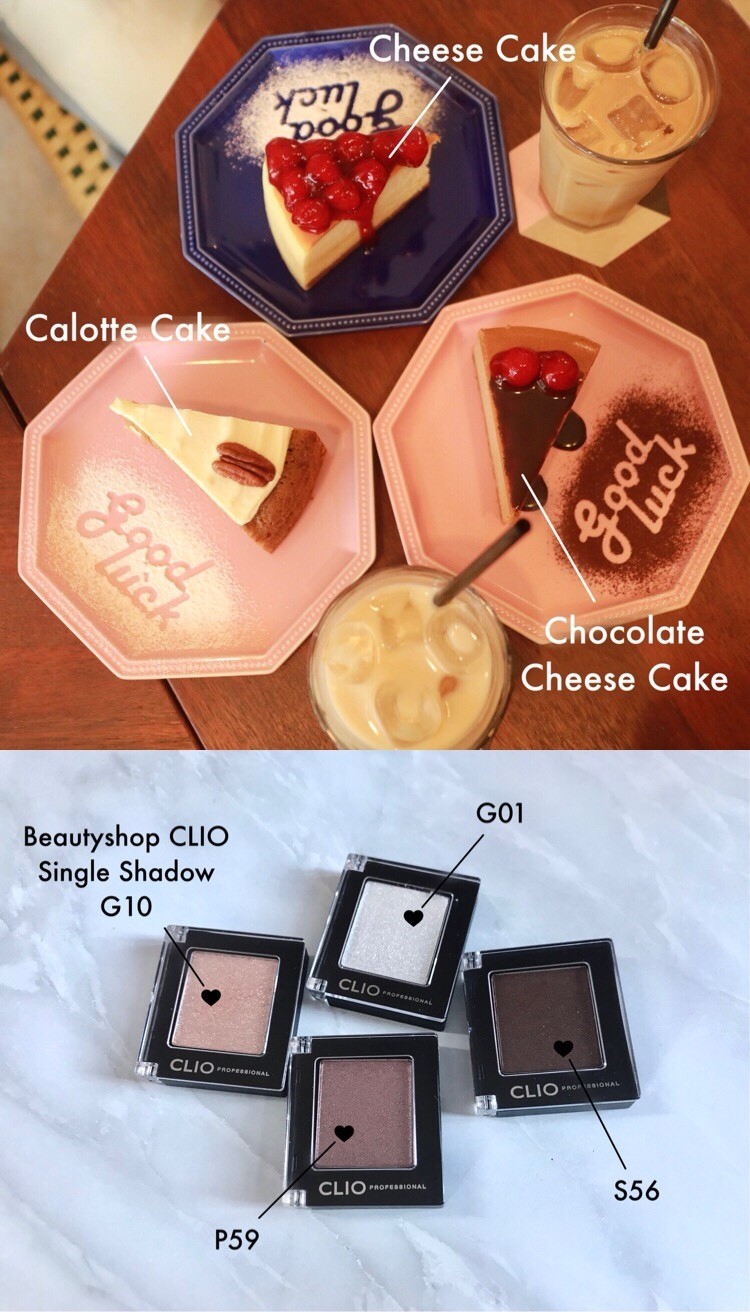 Cheese Cake
good
luck
Calotte Cake
Good
luck
Good
luck
Chocolate
Cheese Cake
G01
Beautyshop CLIO
Single Shadow
G10
CLIO PROFESSIONAL
CLIO PROFESSIONAL
CLIO PROFESSIONAL
CLIO PROFESSIONAL
S56
P59